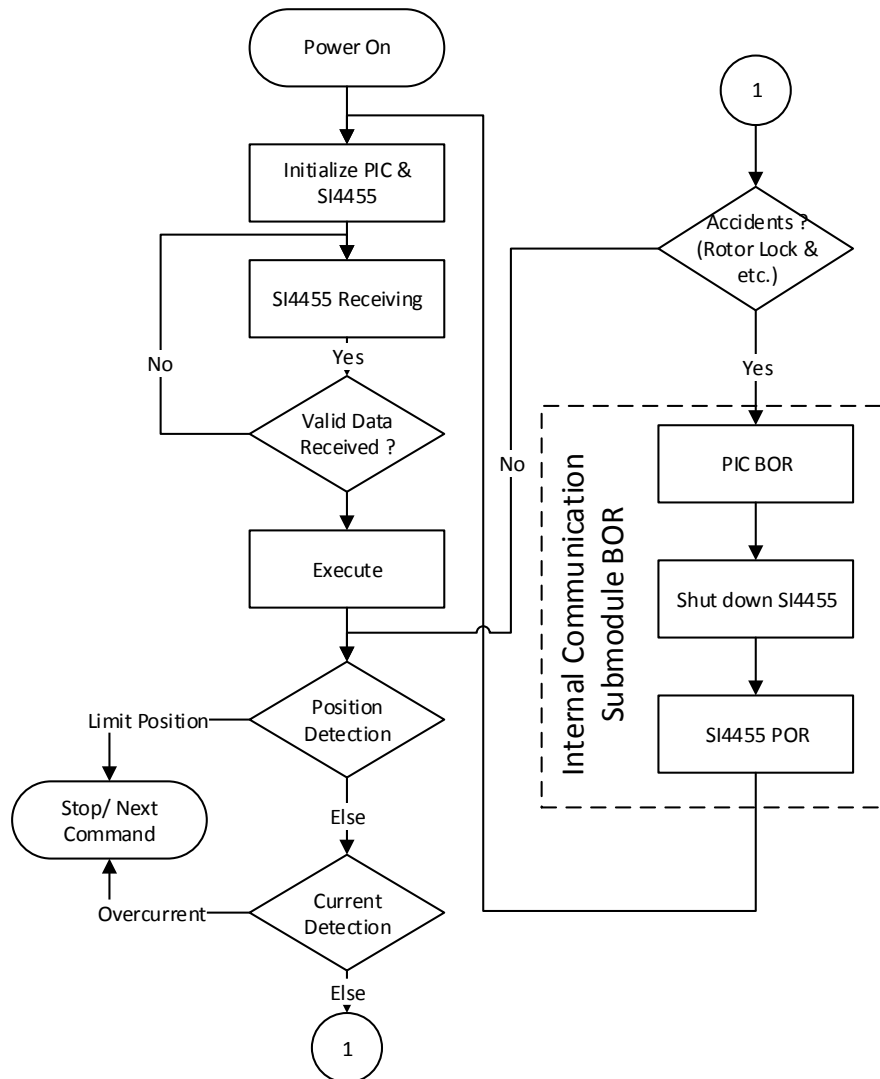 Power On
Initialize PIC &
SI4455
SI4455 Receiving
No
Yes
Valid Data
Received ?
Execute
Position
Detection
Limit Position
Stop/ Next
Command
Else
Current
Detection
Overcurrent
Else
1
1
Accidents ?
(Rotor Lock &
etc.)
No
Yes
Internal Communication
Submodule BOR
PIC BOR
Shut down SI4455
SI4455 POR